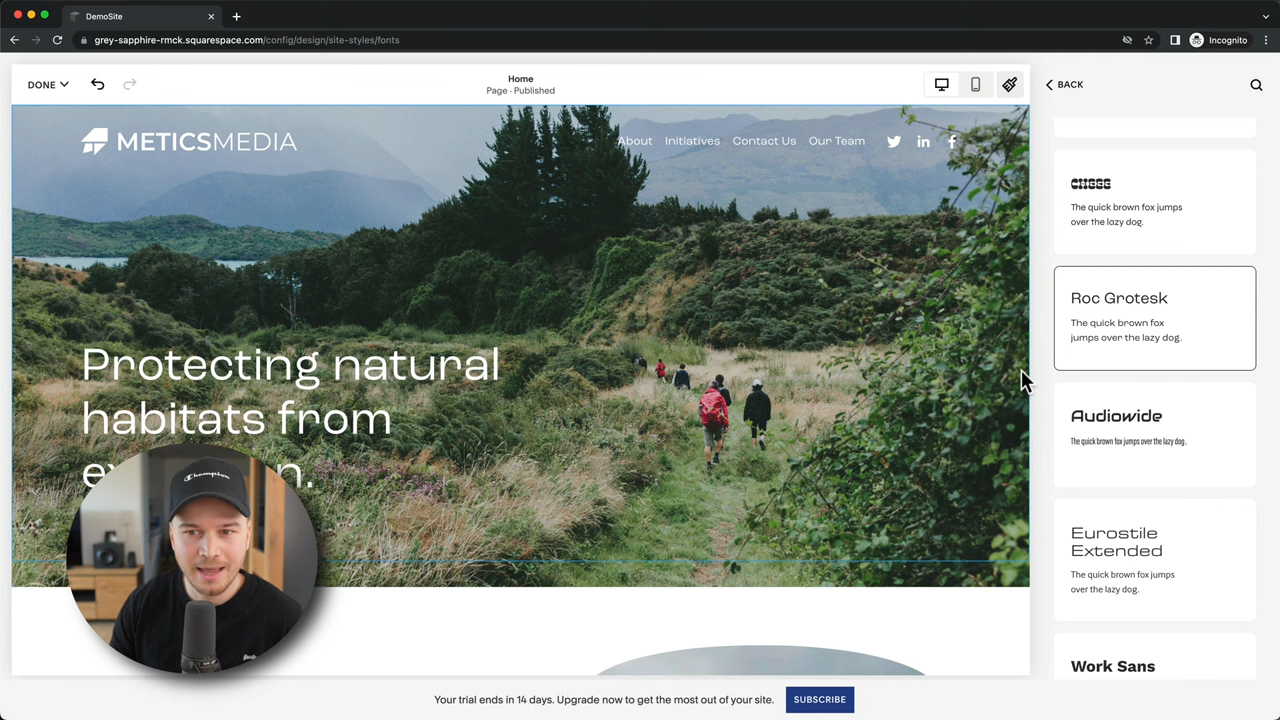 DemoSite
grey-sapphire-rmck.squarespace.com/config/design/site-styles/fonts
Incognito
DONE
Home
Page · Published
BACK
METICSMEDIA
About
Initiatives
Contact Us
Our Team
Protecting natural
habitats from
Champion
CHEEE
The quick brown fox jumps
over the lazy dog.
Roc Grotesk
The quick brown fox
jumps over the lazy dog.
Audiowide
The quick brown fox jumps over the lazy dog.
Eurostile
Extended
The quick brown fox jumps
over the lazy dog.
Work Sans
Your trial ends in 14 days. Upgrade now to get the most out of your site.
SUBSCRIBE